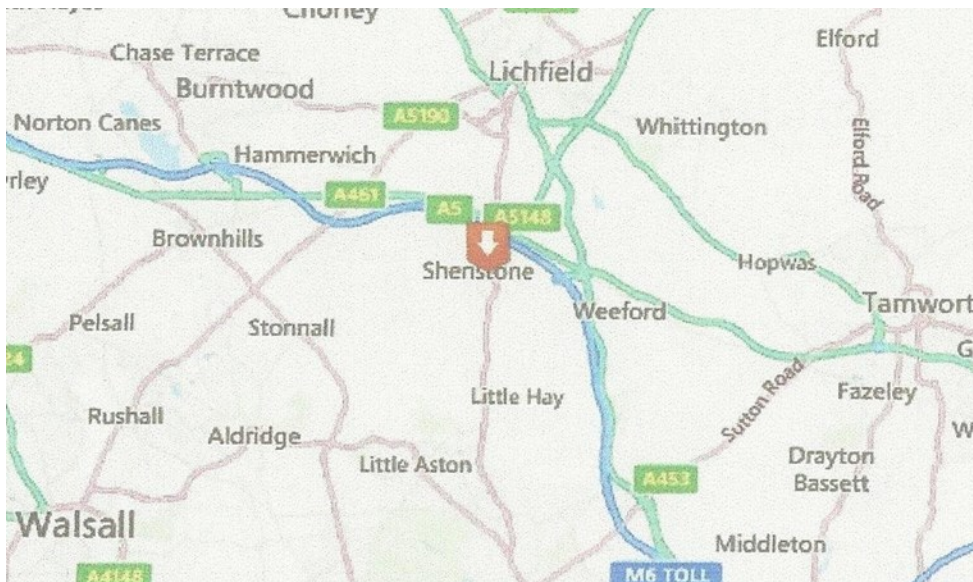 Chorley
Elford
Chase Terrace
Lichfield
Burntwood
A5190
Norton Canes
Whittington
Hammerwich
Elford Road
rley
A461
A5
A5148
Brownhills
Hopwas
Shenstone
Tamwort
Weeford
Pelsall
Stonnall
24
G
Sutton Road
Fazeley
Little Hay
Rushall
Aldridge
W
Little Aston
Drayton
Bassett
A453
Walsall
Middleton
A4148
M6 TOLL